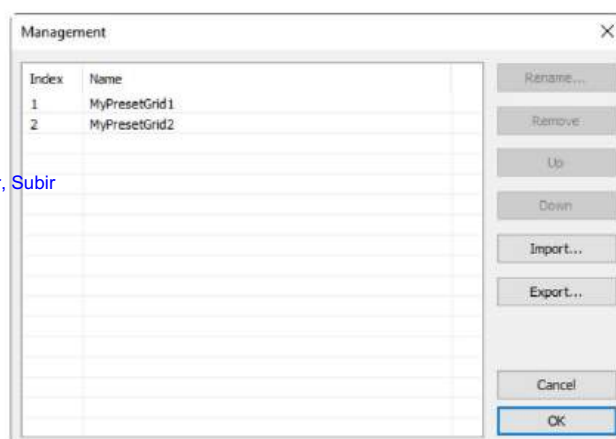 Management
Index Name
1 MyPresetGrid1
2 MyPresetGrid2
Rename...
Remove
, Subir
Up
Down
Import...
Export...
Cancel
OK